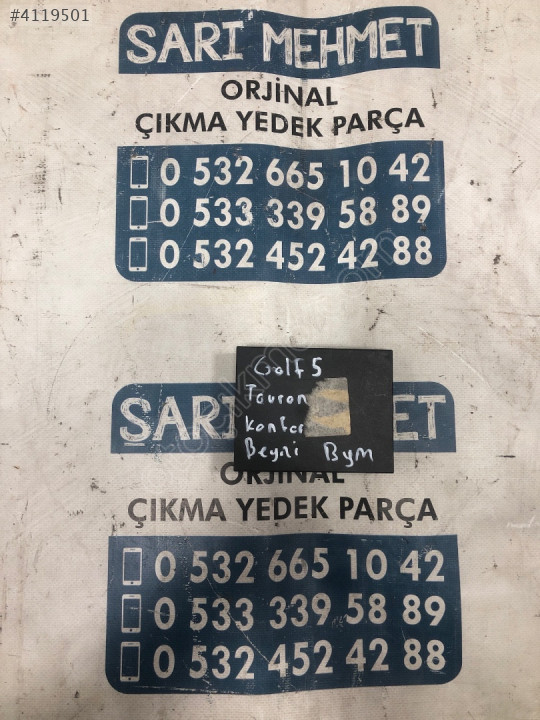 #4119501
SARI MEHMET
ORJİNAL
ÇIKMA YEDEK PARÇA
0 532 665 10 42
0 533 339 58 89
0 532 452 42 88
Golf 5
Touran
Beyni Bym
SARI ET
ORJİNAL
ÇIKMA YEDEK PARÇA
0 532 665 10 42
0 533 339 58 89
0 532 452 42 88